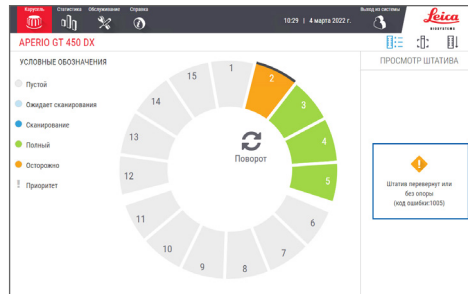 Карусель Статистика Обслуживание Справка
10:29 | 4 марта 2022 г.
Выход из системы
Leica
BIOSYSTEMS
APERIO GT 450 DX
УСЛОВНЫЕ ОБОЗНАЧЕНИЯ
ПРОСМОТР ШТАТИВА
Пустой
Ожидает сканирования
Сканирование
Полный
Осторожно
Приоритет
1
2
3
4
5
6
7
8
9
10
11
12
13
14
15
Поворот
Штатив перевернут или
без опоры
(код ошибки:1005)